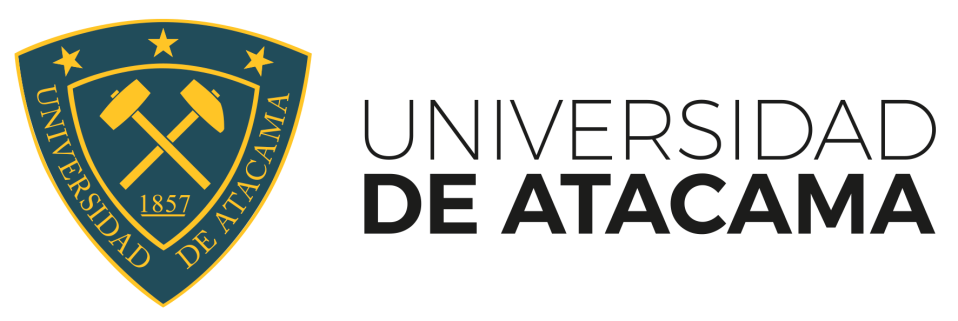 UNIVERSIDAD
DE ATACAMA
1857
UNIVERSIDAD
DE ATACAMA